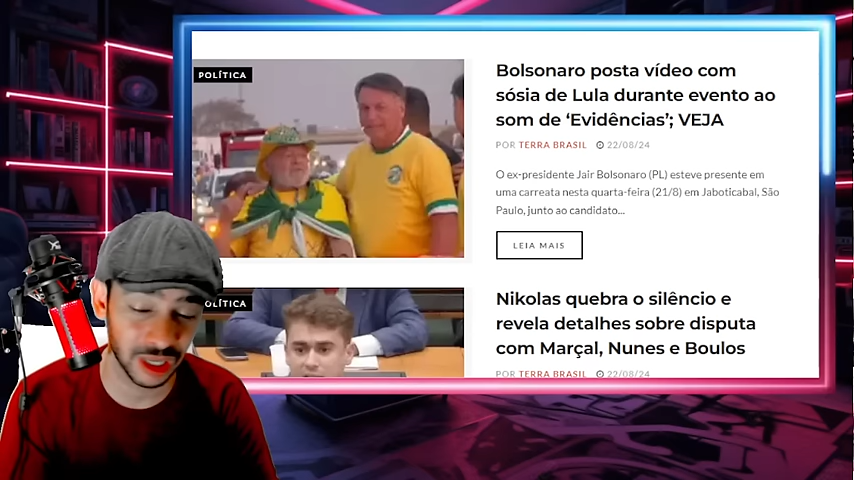 POLÍTICA
Bolsonaro posta vídeo com
sósia de Lula durante evento ao
som de ‘Evidências’; VEJA
POR TERRA BRASIL 22/08/24
O ex-presidente Jair Bolsonaro (PL) esteve presente em
uma carreata nesta quarta-feira (21/8) em Jaboticabal, São
Paulo, junto ao candidato...
LEIA MAIS
OLÍTICA
Nikolas quebra o silêncio e
revela detalhes sobre disputa
com Marçal, Nunes e Boulos
POR TERRA BRASIL 22/08/24